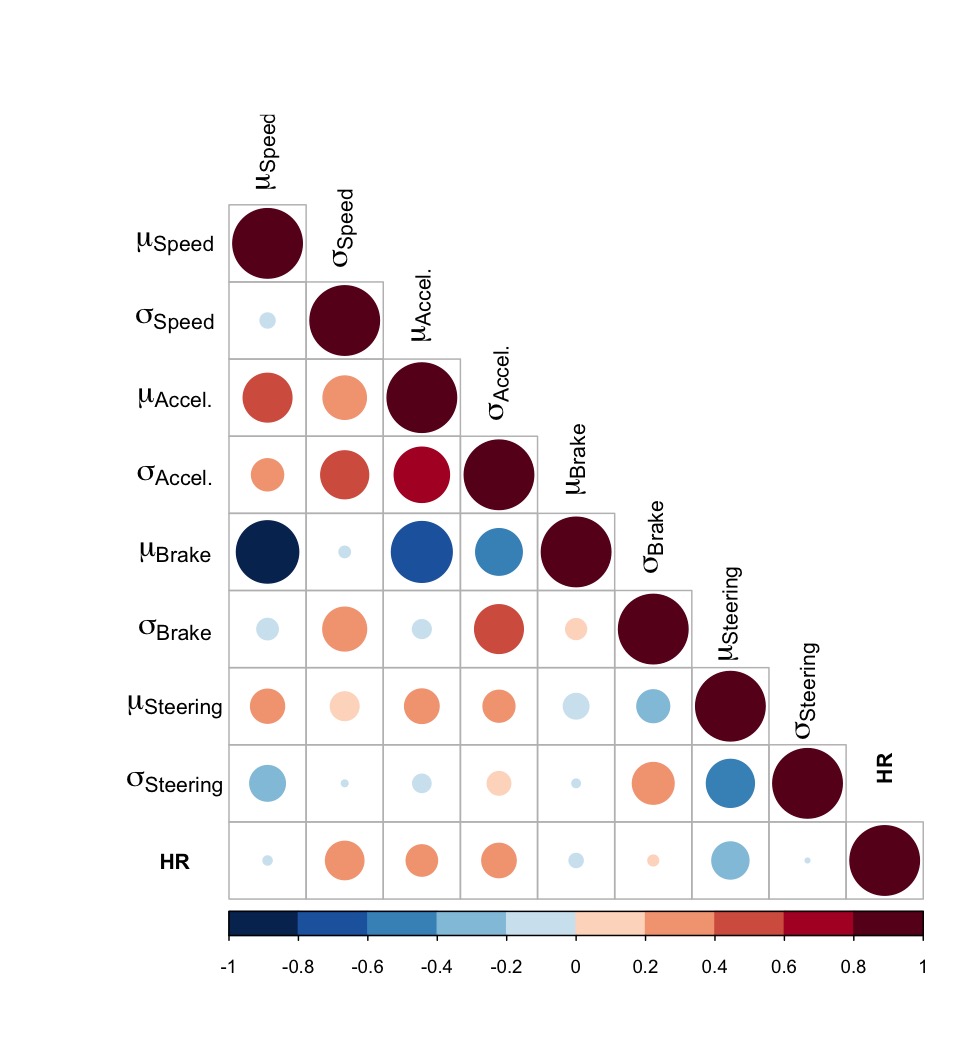 μSpeed
μSpeed
σSpeed
σSpeed
μAccel.
μAccel.
σAccel.
σAccel.
μBrake
μBrake
σBrake
σBrake
μSteering
μSteering
σSteering
σSteering
HR
HR
-1 -0.8 -0.6 -0.4 -0.2 0 0.2 0.4 0.6 0.8 1